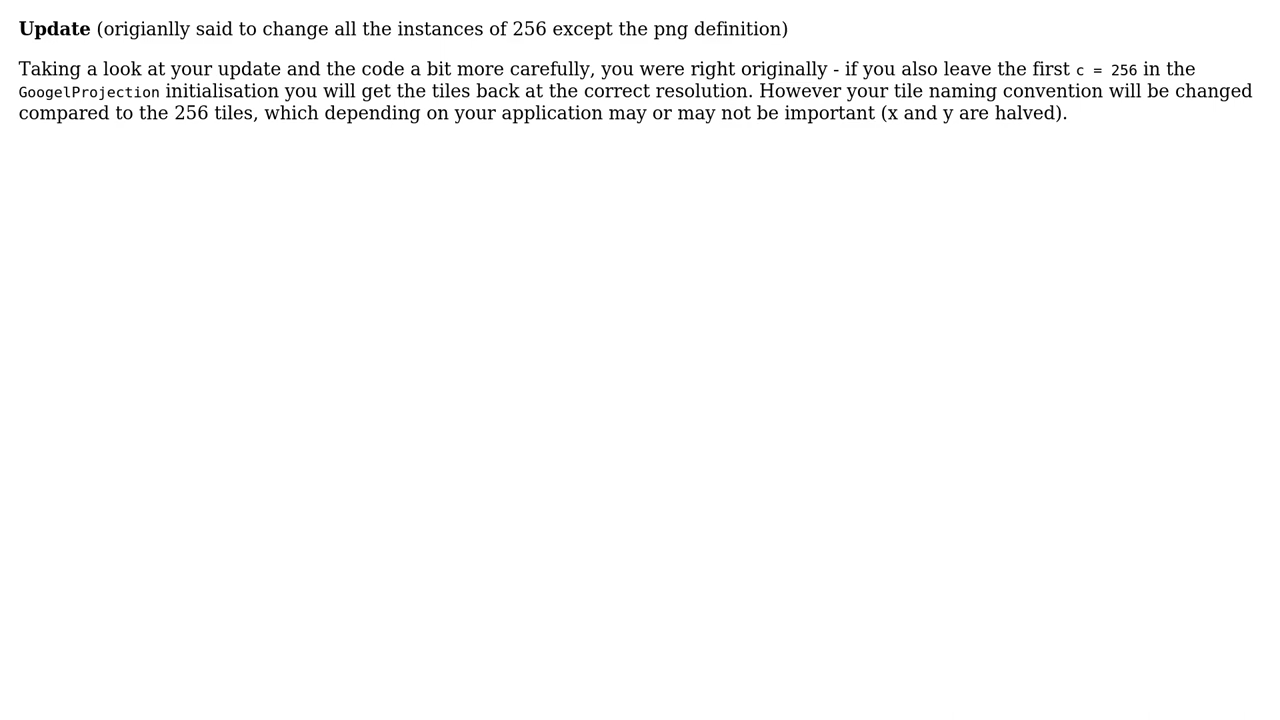 Update (origianlly said to change all the instances of 256 except the png definition)
Taking a look at your update and the code a bit more carefully, you were right originally - if you also leave the first c = 256 in the
GoogelProjection initialisation you will get the tiles back at the correct resolution. However your tile naming convention will be changed
compared to the 256 tiles, which depending on your application may or may not be important (x and y are halved).